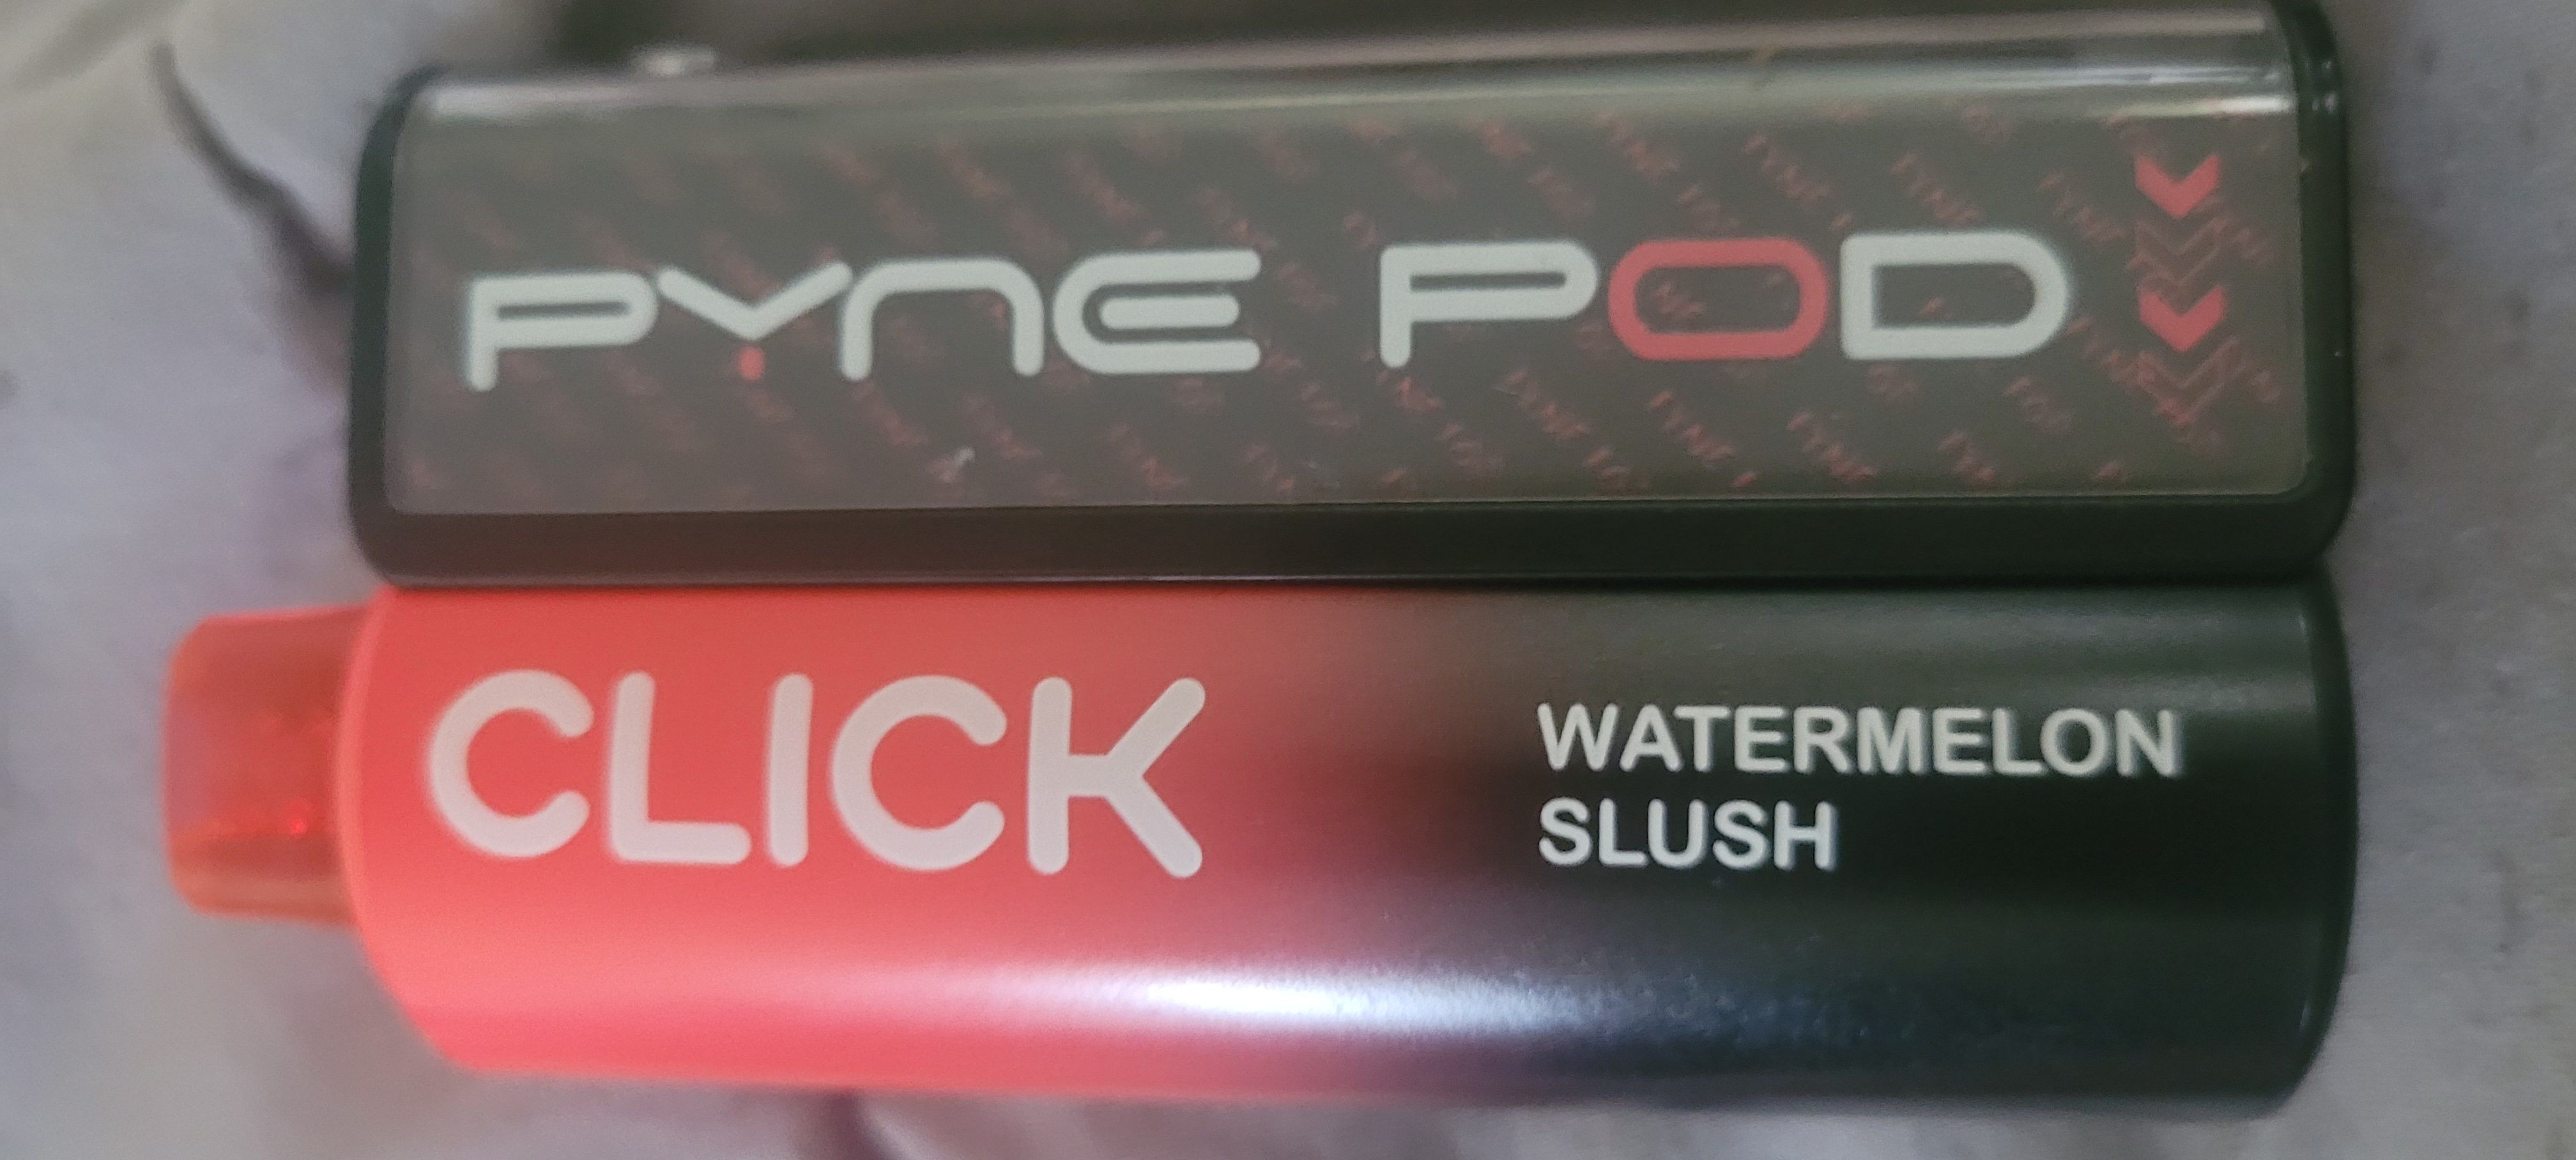 PYNE POD
CLICK
WATERMELON
SLUSH